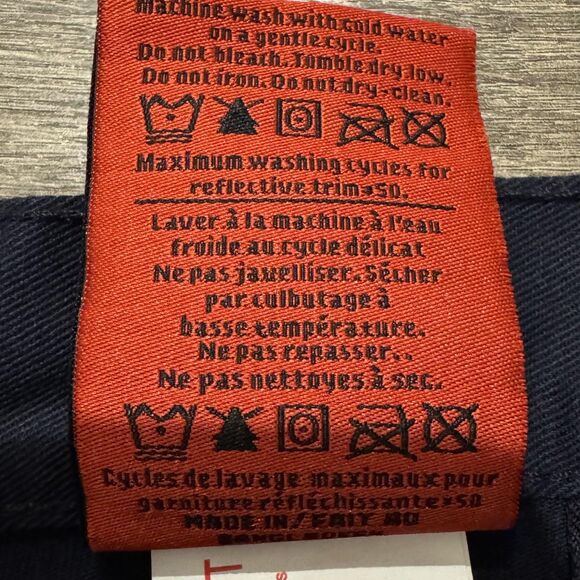 Machine wash with cold water
on a gentle cycle.
Do not bleach. Tumble dry low.
Do not iron. Do not dry-clean.
Maximum washing cycles for
reflective trim=50.
Laver à la machine à l'eau
froide au cycle délicat
Ne pas javelliser. Sécher
par culbutage à
basse température.
Ne pas repasser..
Ne pas nettoyes à sec.
Cycles de lavage maximaux pour
garniture réfléchissante=50
MADE IN/FAIT AU
T
s